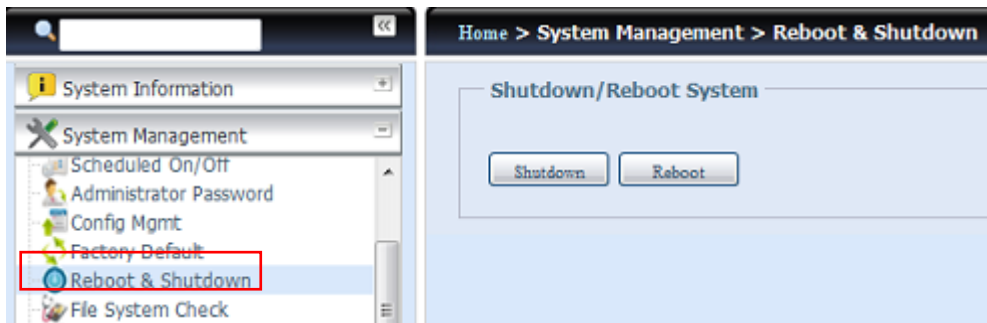 Home > System Management > Reboot & Shutdown
System Information
System Management
Scheduled On/Off
Administrator Password
Config Mgmt
Factory Default
Reboot & Shutdown
File System Check
Shutdown/Reboot System
Shutdown Reboot